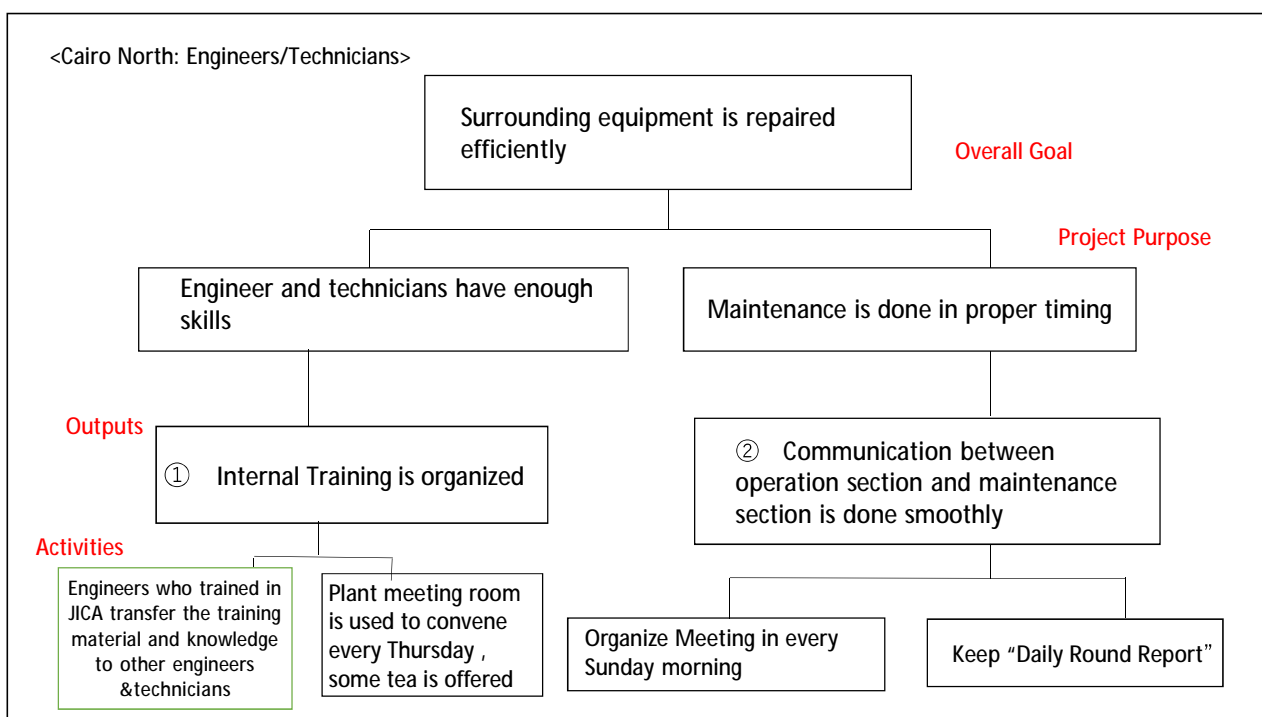 <Cairo North: Engineers/Technicians>
Surrounding equipment is repaired
efficiently
Overall Goal
Project Purpose
Engineer and technicians have enough
skills
Maintenance is done in proper timing
Outputs
① Internal Training is organized
② Communication between
operation section and maintenance
section is done smoothly
Activities
Engineers who trained in
JICA transfer the training
material and knowledge
to other engineers
&technicians
Plant meeting room
is used to convene
every Thursday ,
some tea is offered
Organize Meeting in every
Sunday morning
Keep “Daily Round Report”